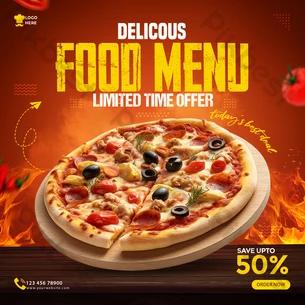 LOGO
HERE
DELICOUS
FOOD MENU
LIMITED TIME OFFER
today's best deal
SAVE UPTO
50%
ORDER NOW
123 456 78900
www.yourwebsite.com